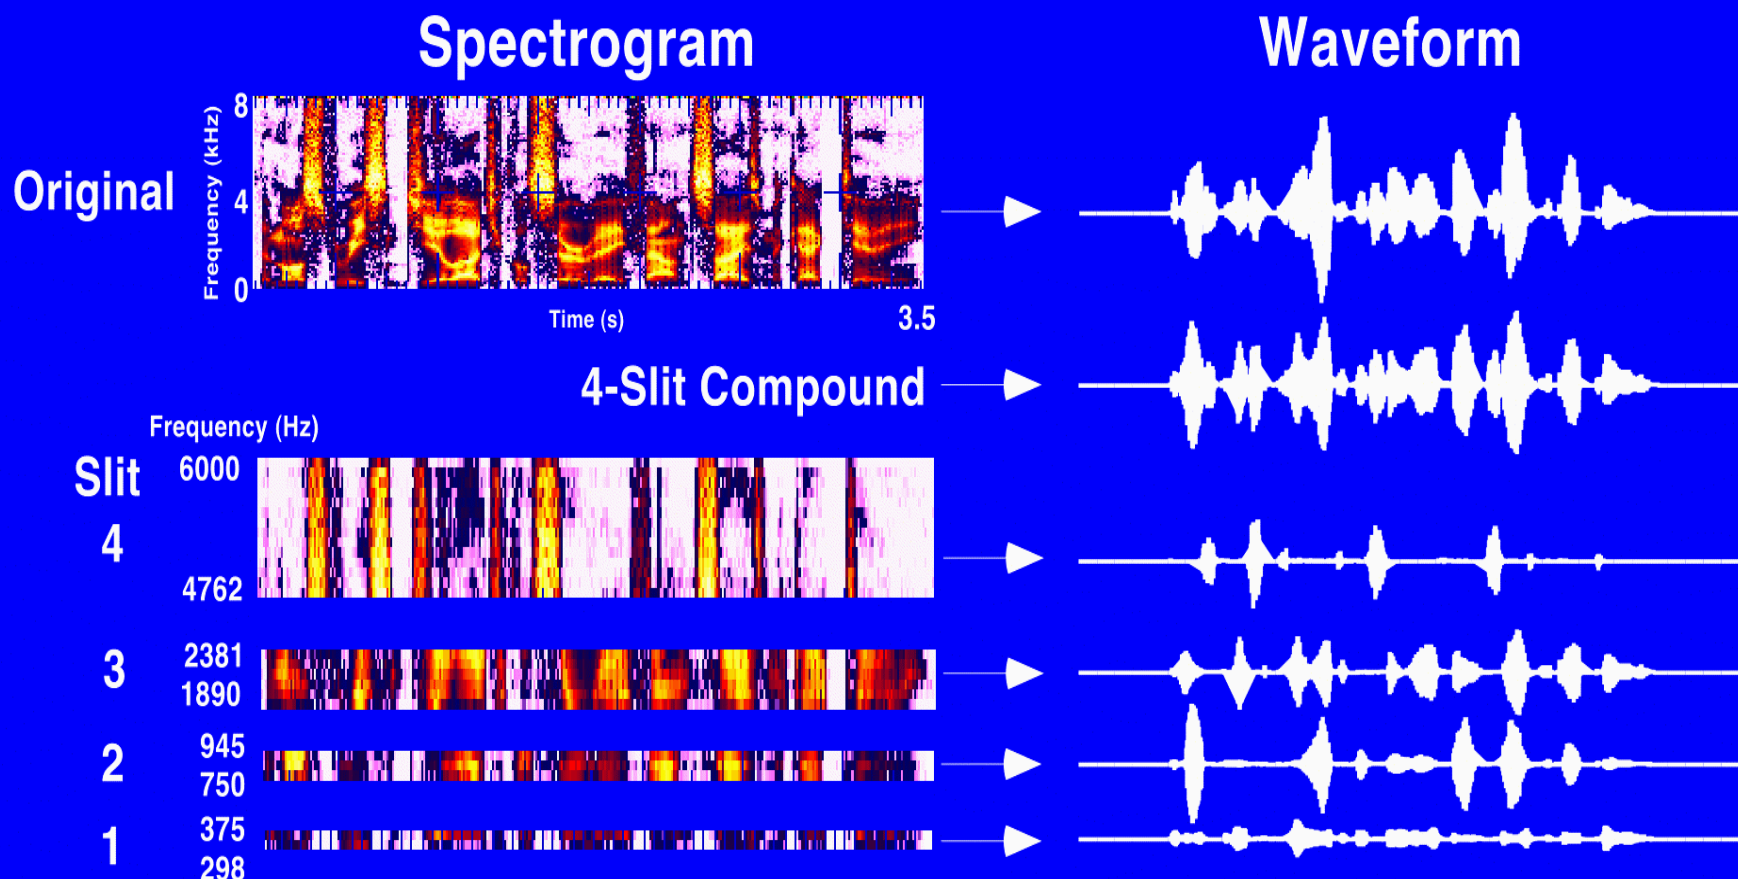 Spectrogram
Waveform
Original
Frequency (kHz)
8
4
0
Time (s)
3.5
4-Slit Compound
Frequency (Hz)
Slit
6000
4
4762
3
2381
1890
2
945
750
1
375
298